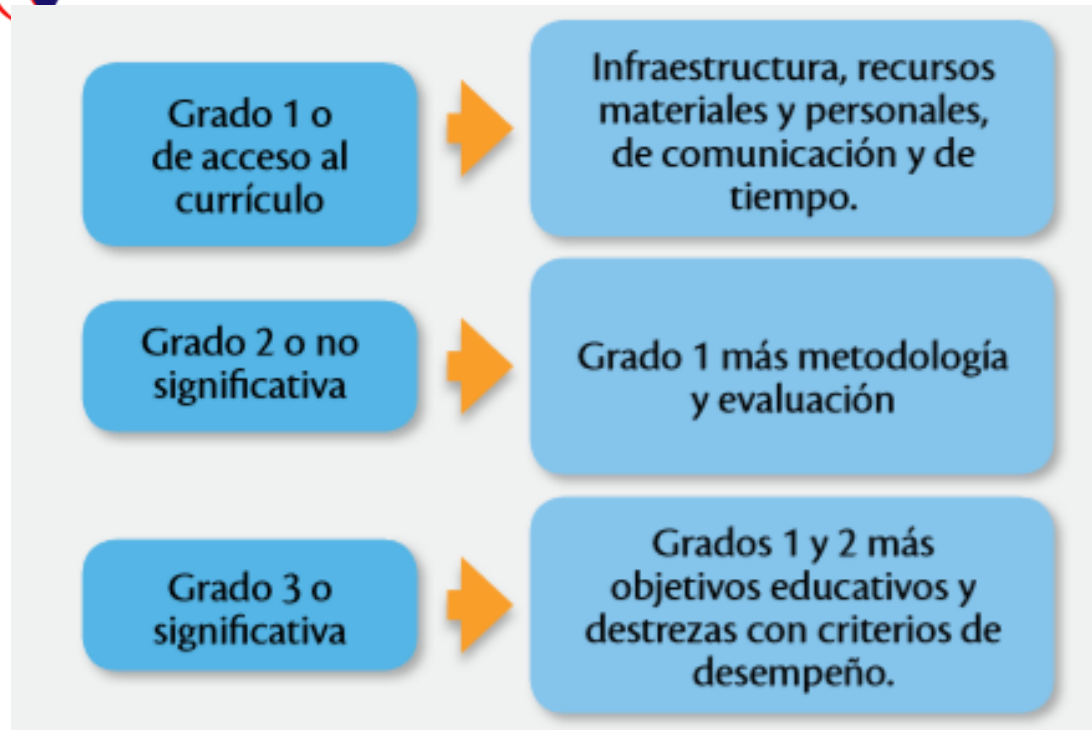 Grado 1 o
de acceso al
currículo
Infraestructura, recursos
materiales y personales,
de comunicación y de
tiempo.
Grado 2 o no
significativa
Grado 1 más metodología
y evaluación
Grado 3 o
significativa
Grados 1 y 2 más
objetivos educativos y
destrezas con criterios de
desempeño.